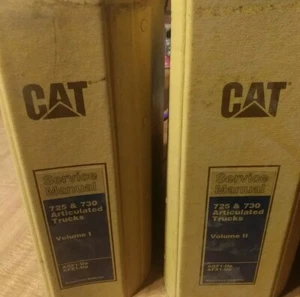 CAT
Service
Manual
725 & 730
Articulated
Trucks
Volume I
CAT
Service
Manual
725 & 730
Articulated
Trucks
Volume II